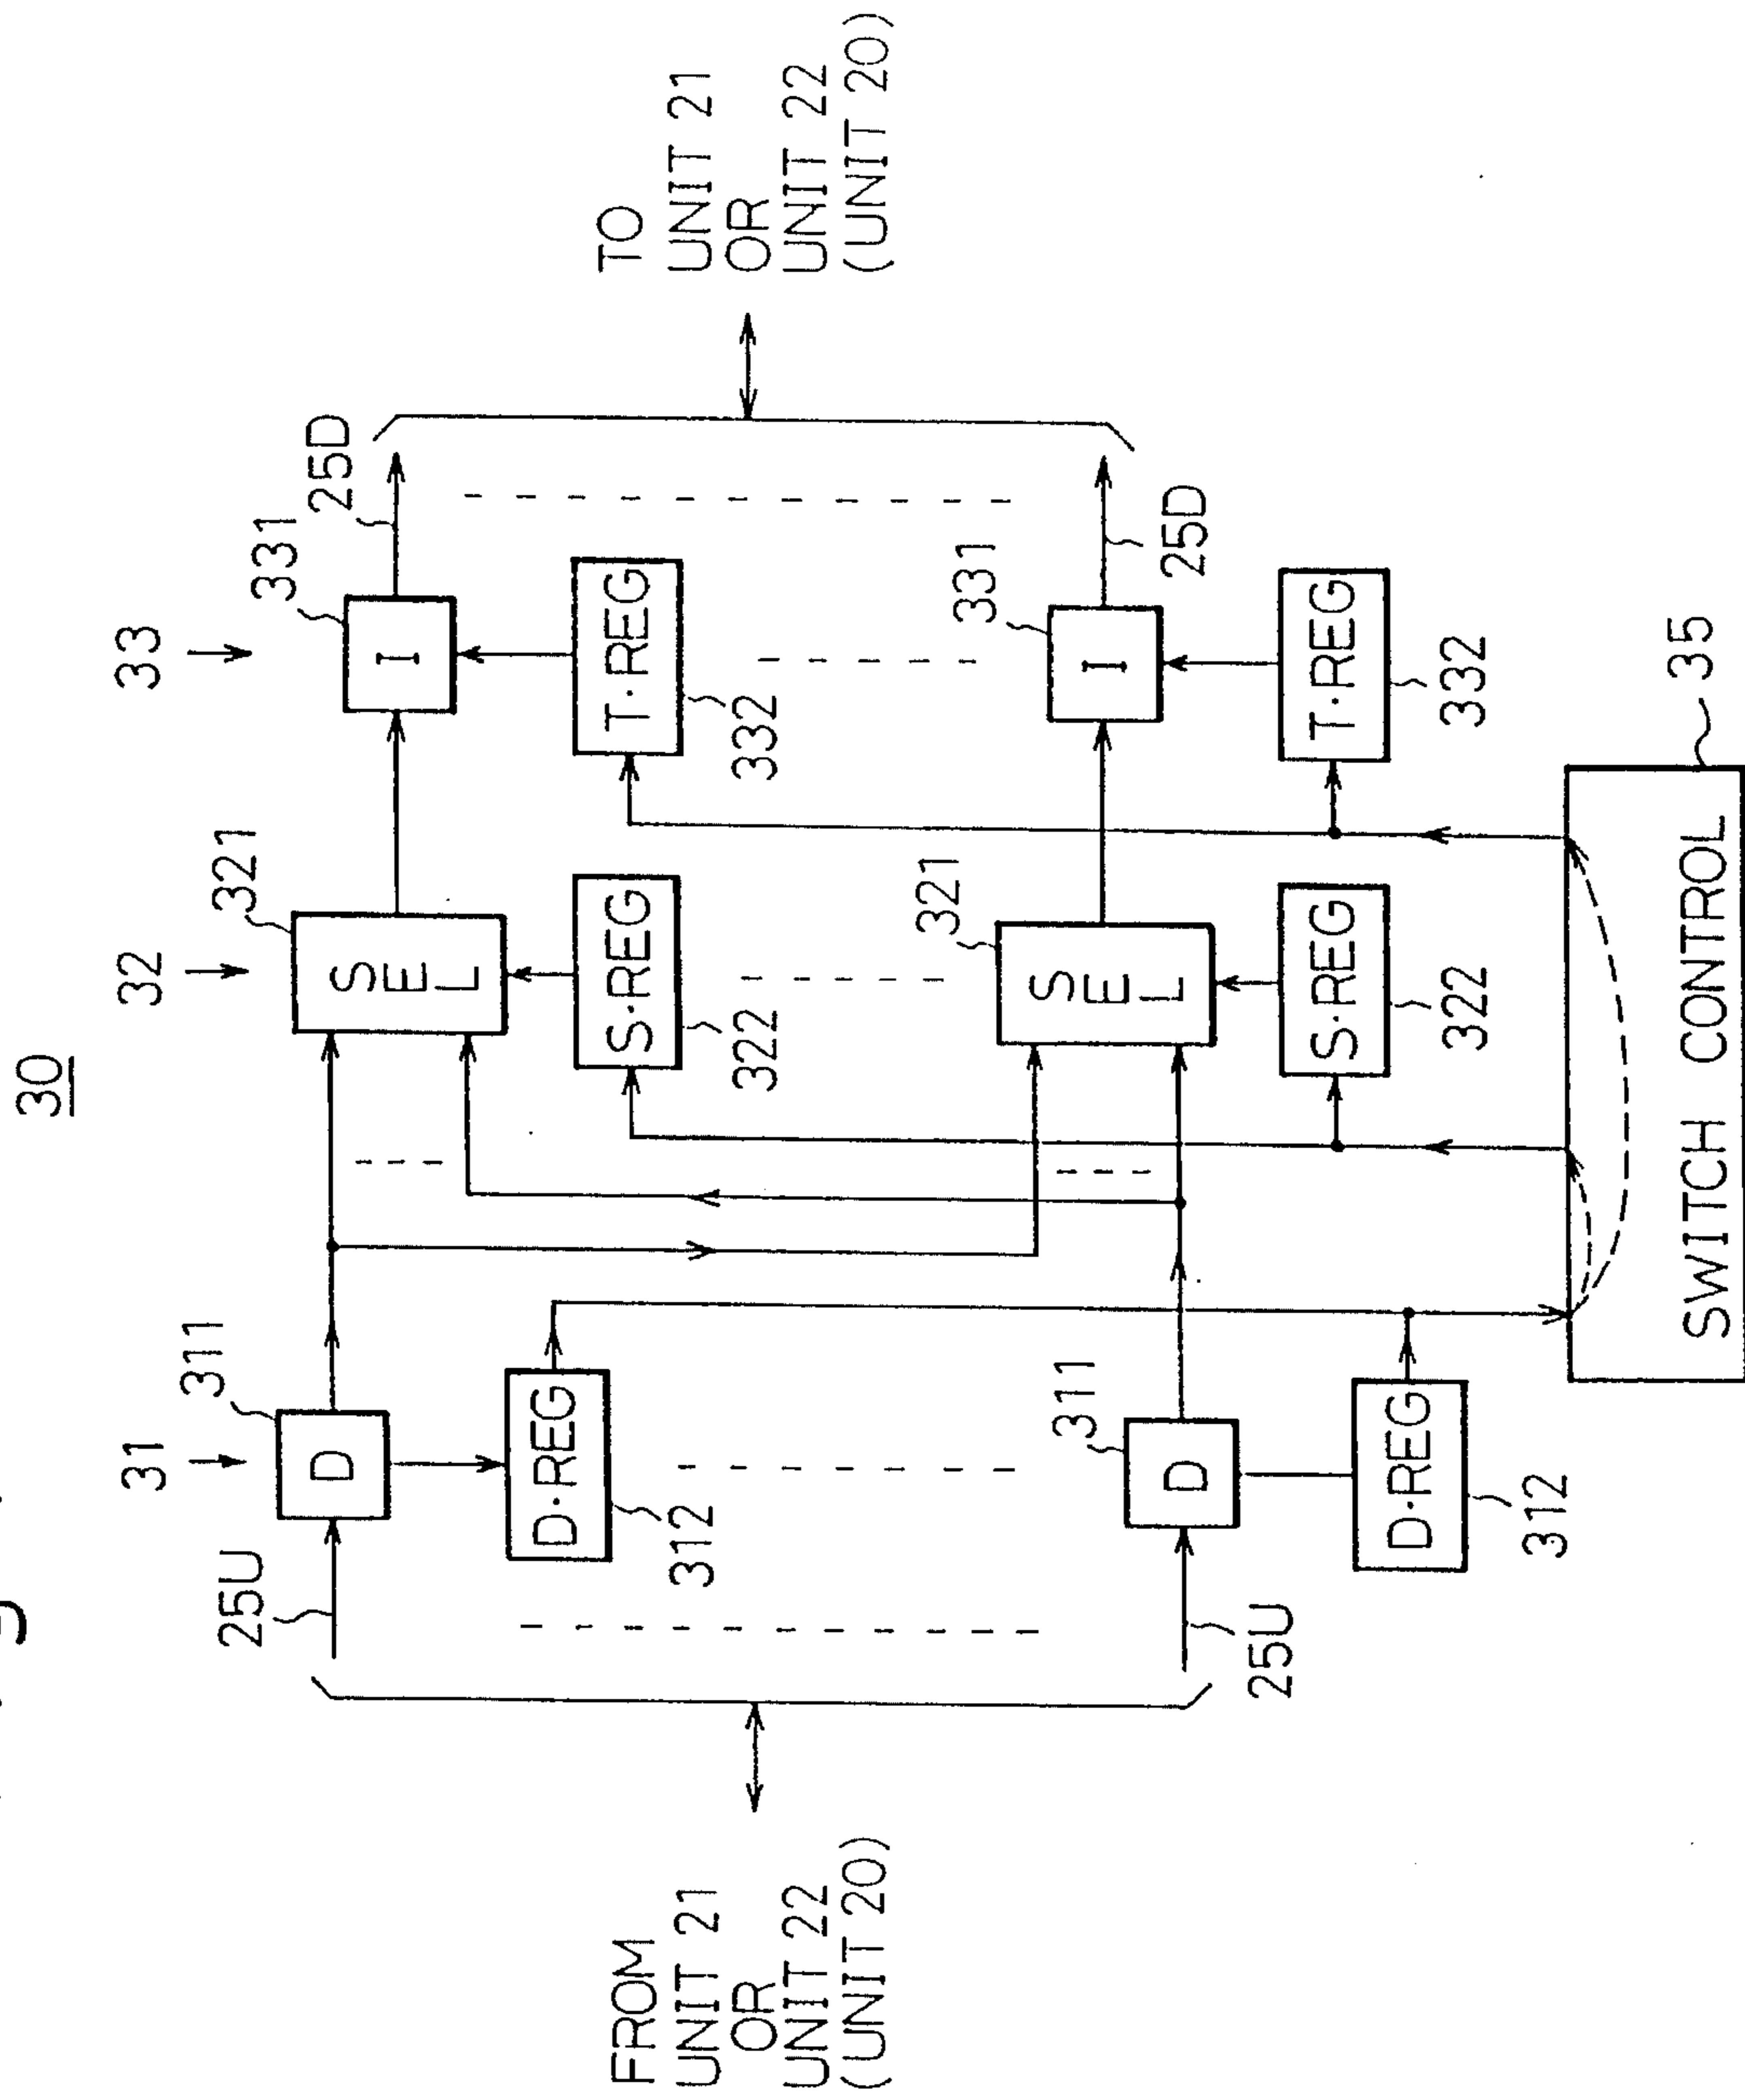 30
31
32
33
25U
311
321
331
25D
D
SEL
I
D·REG
S·REG
T·REG
312
322
332
FROM
UNIT 21
OR
UNIT 22
(UNIT 20)
TO
UNIT 21
OR
UNIT 22
(UNIT 20)
311
321
331
D
SEL
I
25U
25D
D·REG
S·REG
T·REG
312
322
332
SWITCH CONTROL
35